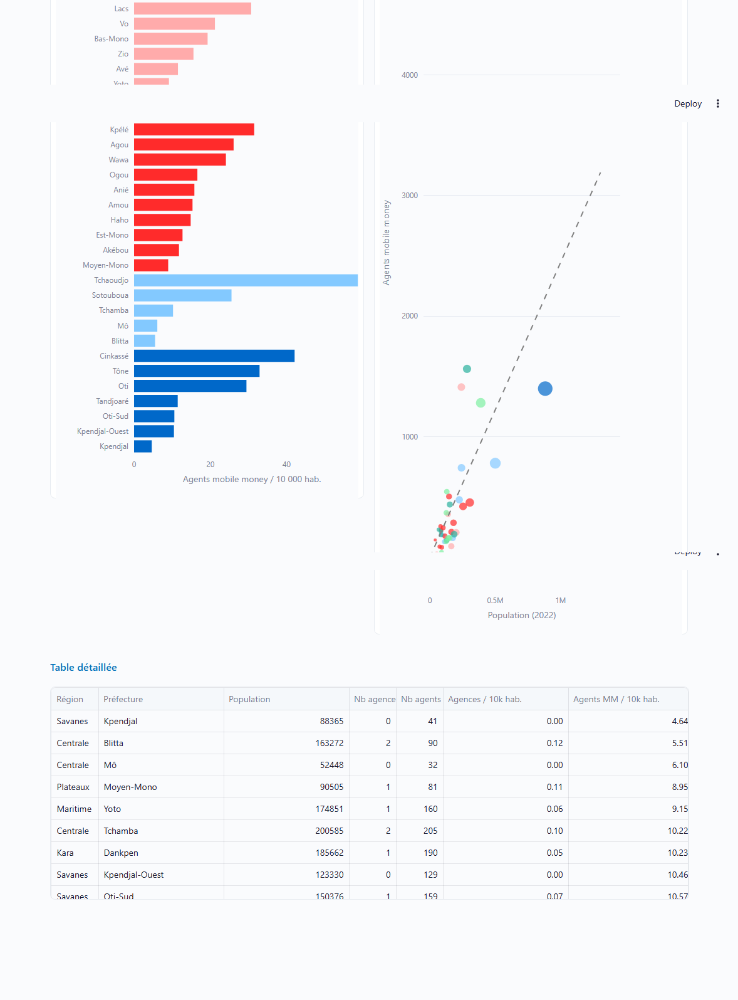 Lacs
Vo
Bas-Mono
Zio
Avé
Yoto
4000
Deploy
Kpélé
Agou
Wawa
Ogou
Anié
Amou
Haho
Est-Mono
Akébou
Moyen-Mono
Tchaoudjo
Sotouboua
Tchamba
Mô
Blitta
Cinkassé
Tône
Oti
Tandjoaré
Oti-Sud
Kpendjal-Ouest
Kpendjal
0 20 40
Agents mobile money / 10 000 hab.
3000
2000
1000
Agents mobile money
Deploy
0 0.5M 1M
Population (2022)
Table détaillée
Région Préfecture Population Nb agence Nb agents Agences / 10k hab. Agents MM / 10k hab.
Savanes Kpendjal 88365 0 41 0.00 4.64
Centrale Blitta 163272 2 90 0.12 5.51
Centrale Mô 52448 0 32 0.00 6.10
Plateaux Moyen-Mono 90505 1 81 0.11 8.95
Maritime Yoto 174851 1 160 0.06 9.15
Centrale Tchamba 200585 2 205 0.10 10.22
Kara Dankpen 185662 1 190 0.05 10.23
Savanes Kpendjal-Ouest 123330 0 129 0.00 10.46
Savanes Oti-Sud 150376 1 159 0.07 10.57